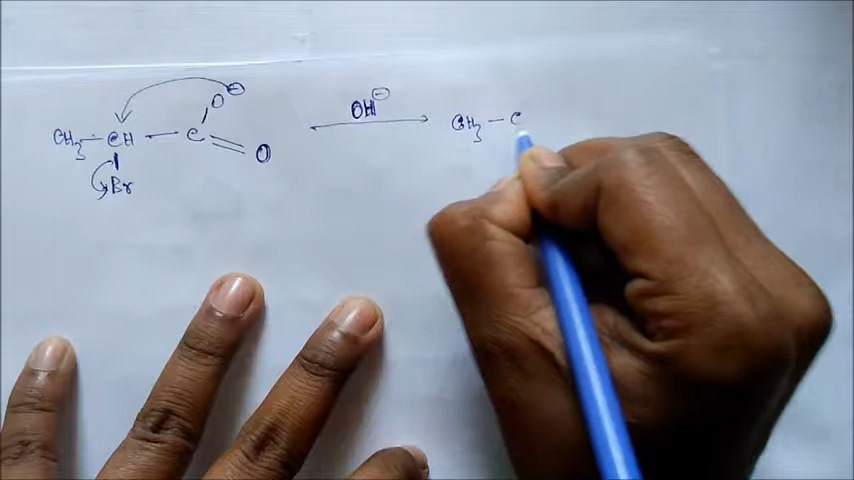 O⊖
OH⊖
CH3 — CH — C = O
CH3 — C
Br